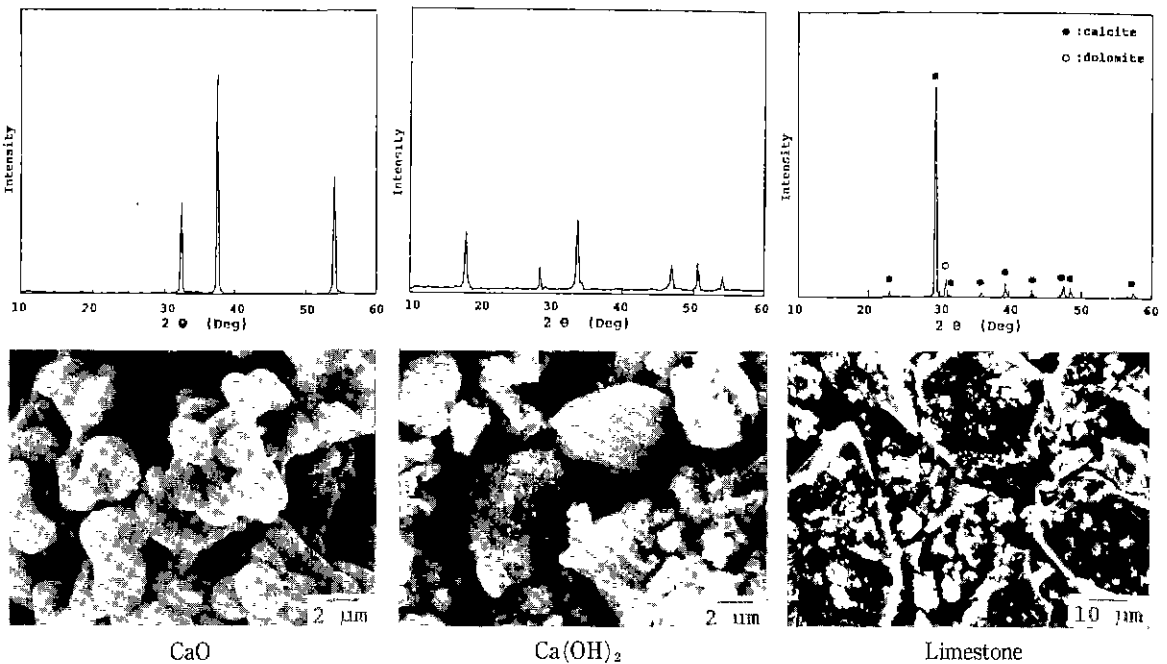 ● :calcite
○ :dolomite
Intensity
10 20 30 40 50 60
2 θ (Deg)
Intensity
10 20 30 40 50 60
2 θ (Deg)
Intensity
10 20 30 40 50 60
2 θ (Deg)
2 µm
2 µm
10 µm
CaO
Ca(OH)₂
Limestone